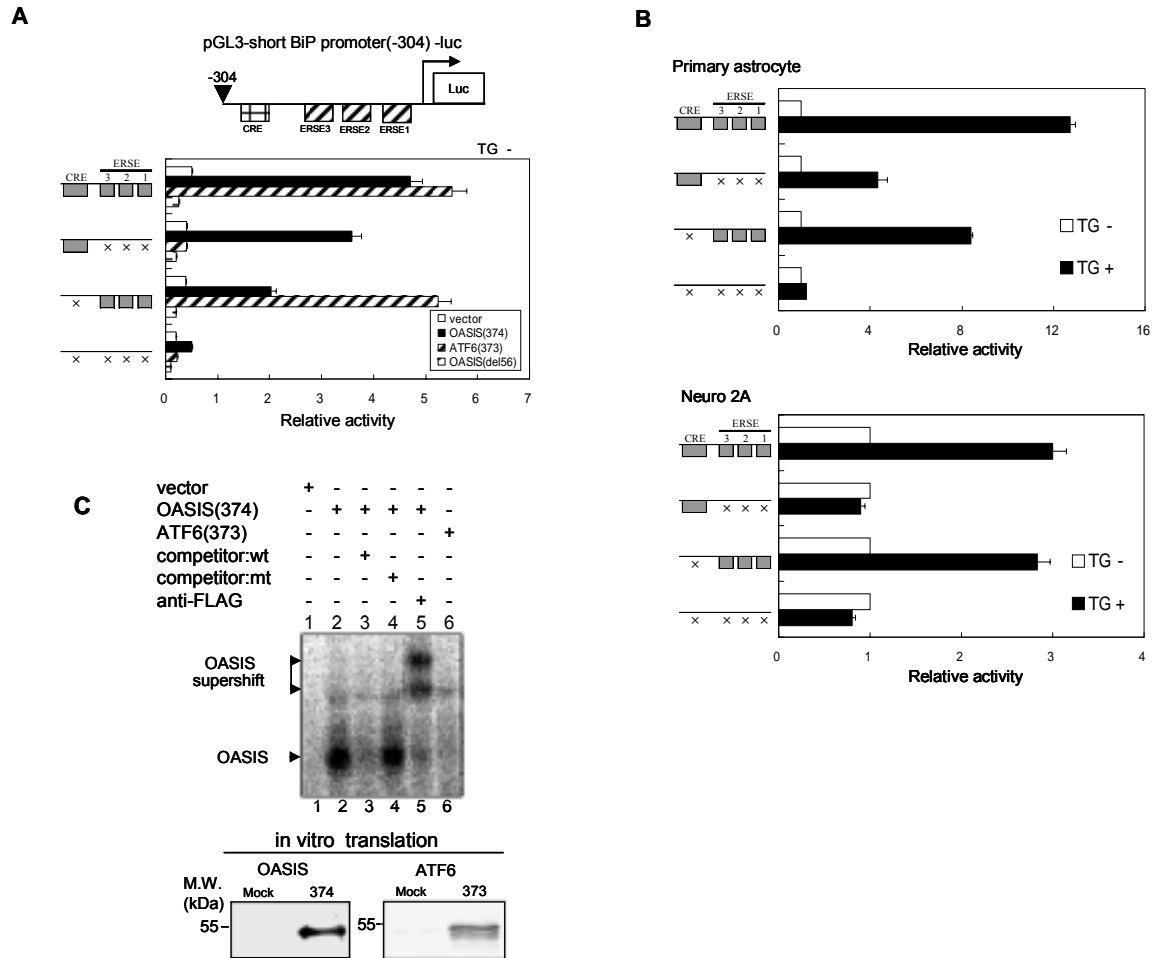 A
pGL3-short BiP promoter(-304) -luc
-304
Luc
CRE
ERSE3
ERSE2
ERSE1
TG -
ERSE
CRE 3 2 1
× × ×
×
× × × ×
vector
OASIS(374)
ATF6(373)
OASIS(del56)
0 1 2 3 4 5 6 7
Relative activity
B
Primary astrocyte
ERSE
CRE 3 2 1
× × ×
×
× × × ×
TG -
TG +
0 4 8 12 16
Relative activity
Neuro 2A
ERSE
CRE 3 2 1
× × ×
×
× × × ×
TG -
TG +
0 1 2 3 4
Relative activity
C
vector + - - - - -
OASIS(374) - + + + + -
ATF6(373) - - - - - +
competitor:wt - - + - - -
competitor:mt - - - + - -
anti-FLAG - - - - + -
1 2 3 4 5 6
OASIS
supershift
OASIS
1 2 3 4 5 6
in vitro translation
OASIS ATF6
M.W.
(kDa)
Mock 374
Mock 373
55
55